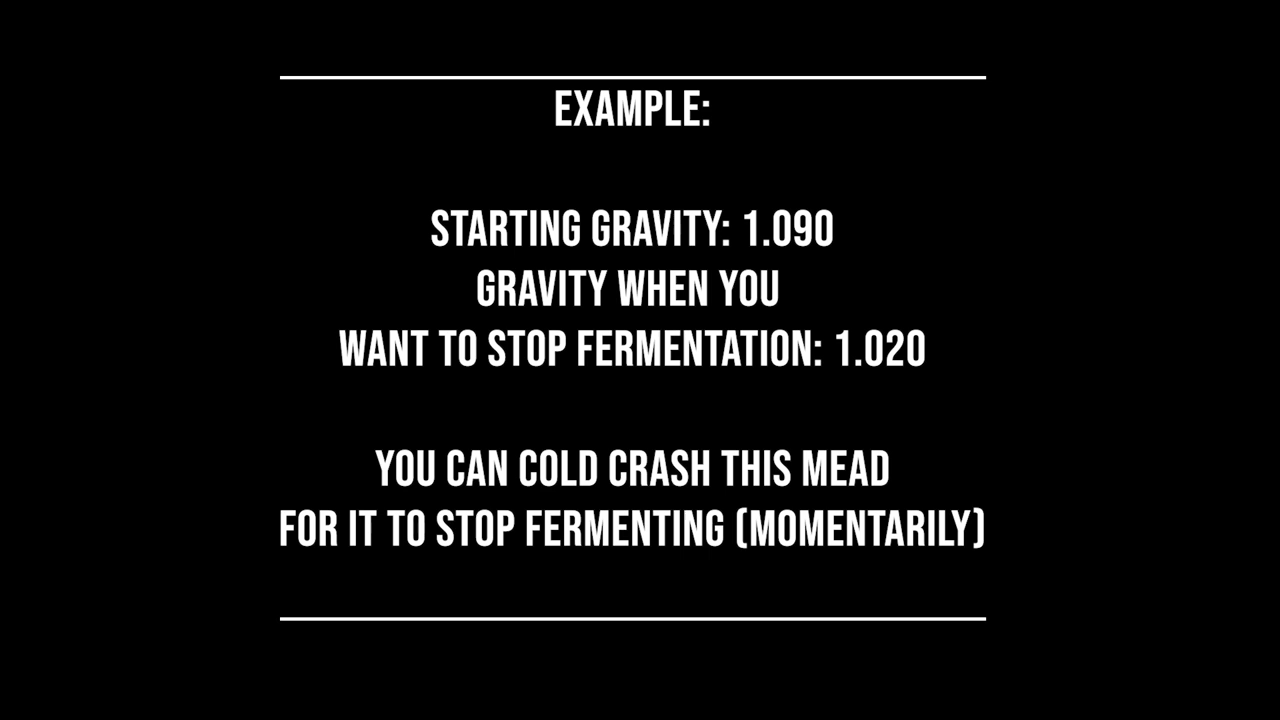 EXAMPLE:
STARTING GRAVITY: 1.090
GRAVITY WHEN YOU
WANT TO STOP FERMENTATION: 1.020
YOU CAN COLD CRASH THIS MEAD
FOR IT TO STOP FERMENTING (MOMENTARILY)